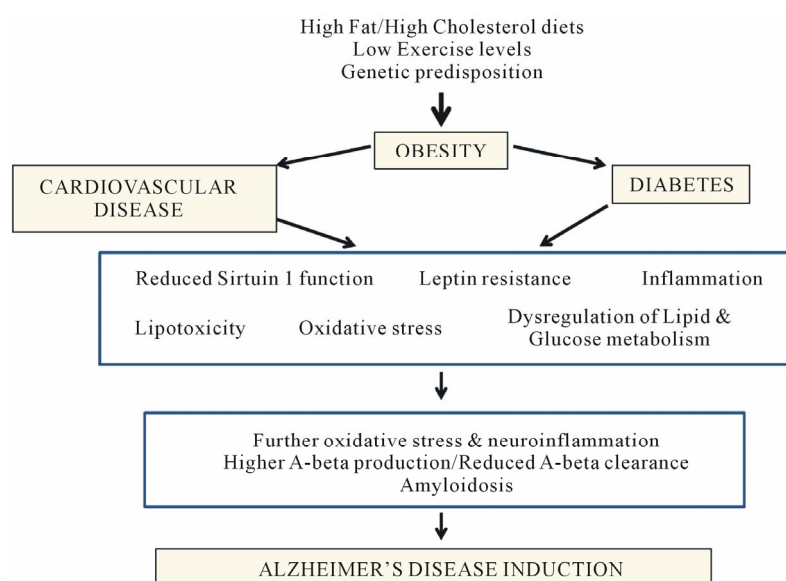 High Fat/High Cholesterol diets
Low Exercise levels
Genetic predisposition
OBESITY
CARDIOVASCULAR
DISEASE
DIABETES
Reduced Sirtuin 1 function Leptin resistance Inflammation
Lipotoxicity Oxidative stress Dysregulation of Lipid &
Glucose metabolism
Further oxidative stress & neuroinflammation
Higher A-beta production/Reduced A-beta clearance
Amyloidosis
ALZHEIMER'S DISEASE INDUCTION